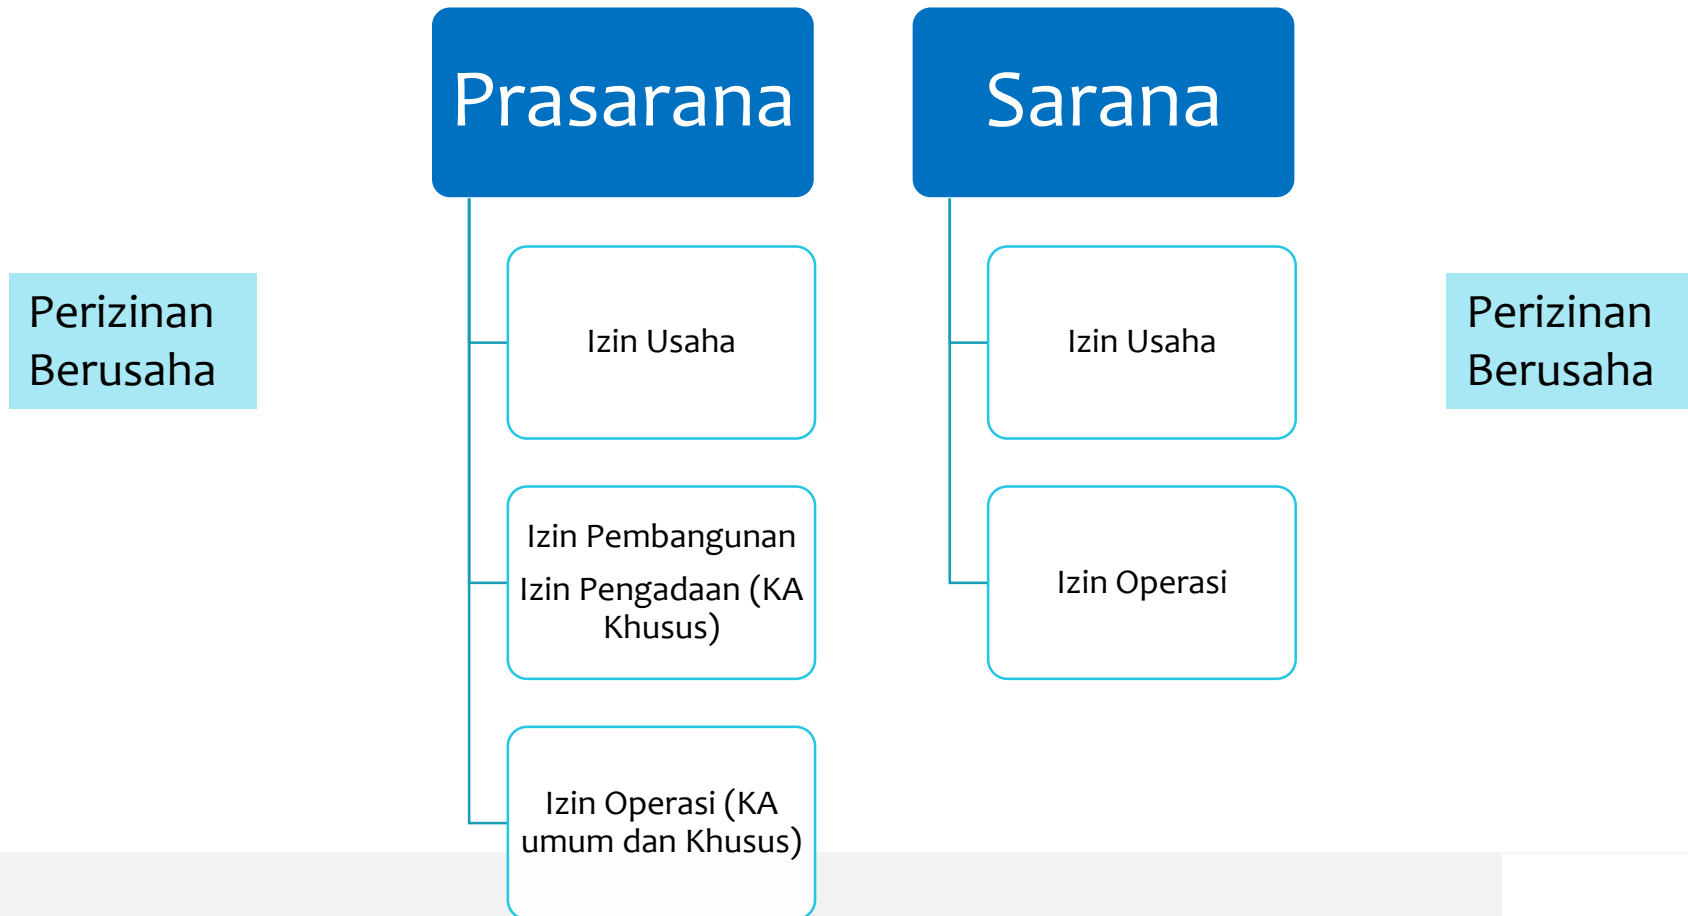 Prasarana
Sarana
Perizinan
Berusaha
Izin Usaha
Izin Usaha
Perizinan
Berusaha
Izin Pembangunan
Izin Pengadaan (KA
Khusus)
Izin Operasi
Izin Operasi (KA
umum dan Khusus)